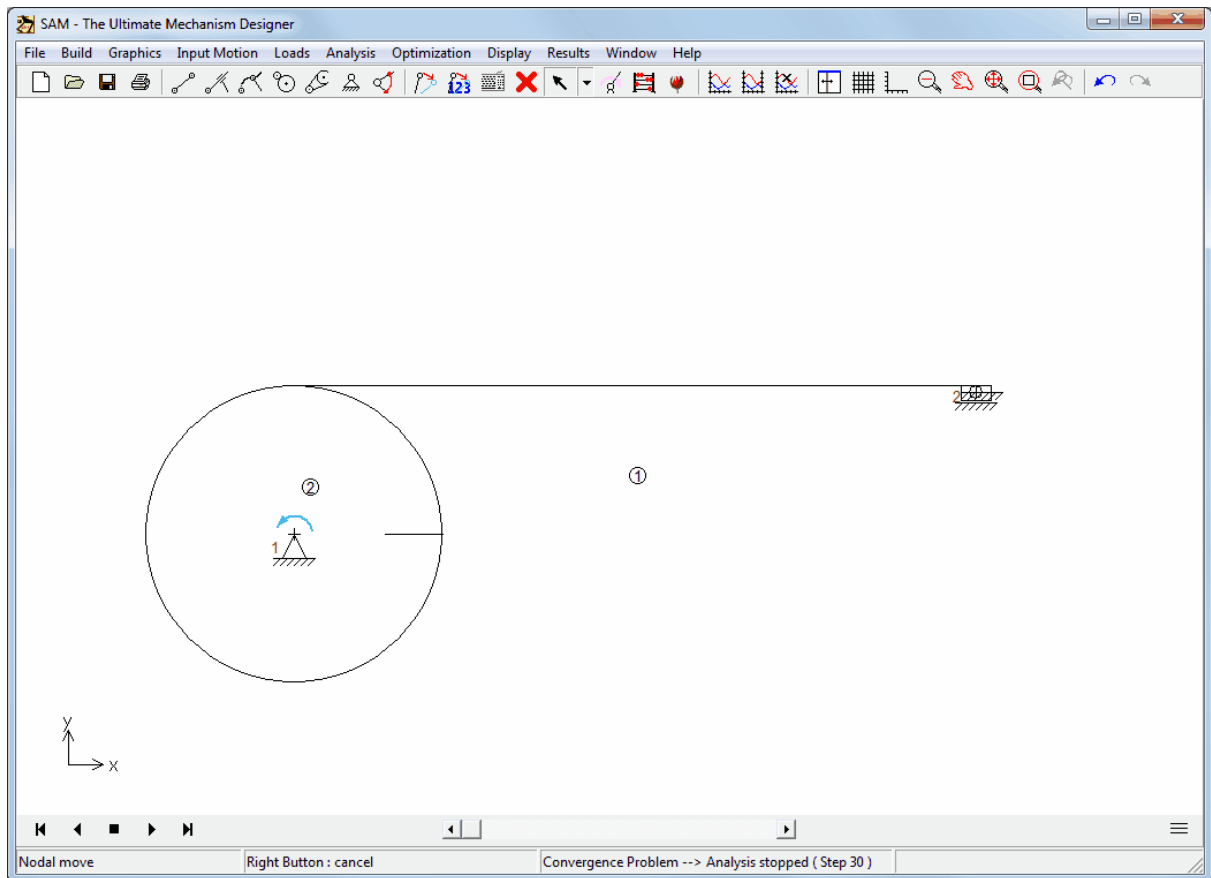 SAM - The Ultimate Mechanism Designer
File Build Graphics Input Motion Loads Analysis Optimization Display Results Window Help
123
2
1
2
1
y
x
Nodal move
Right Button : cancel
Convergence Problem --> Analysis stopped ( Step 30 )